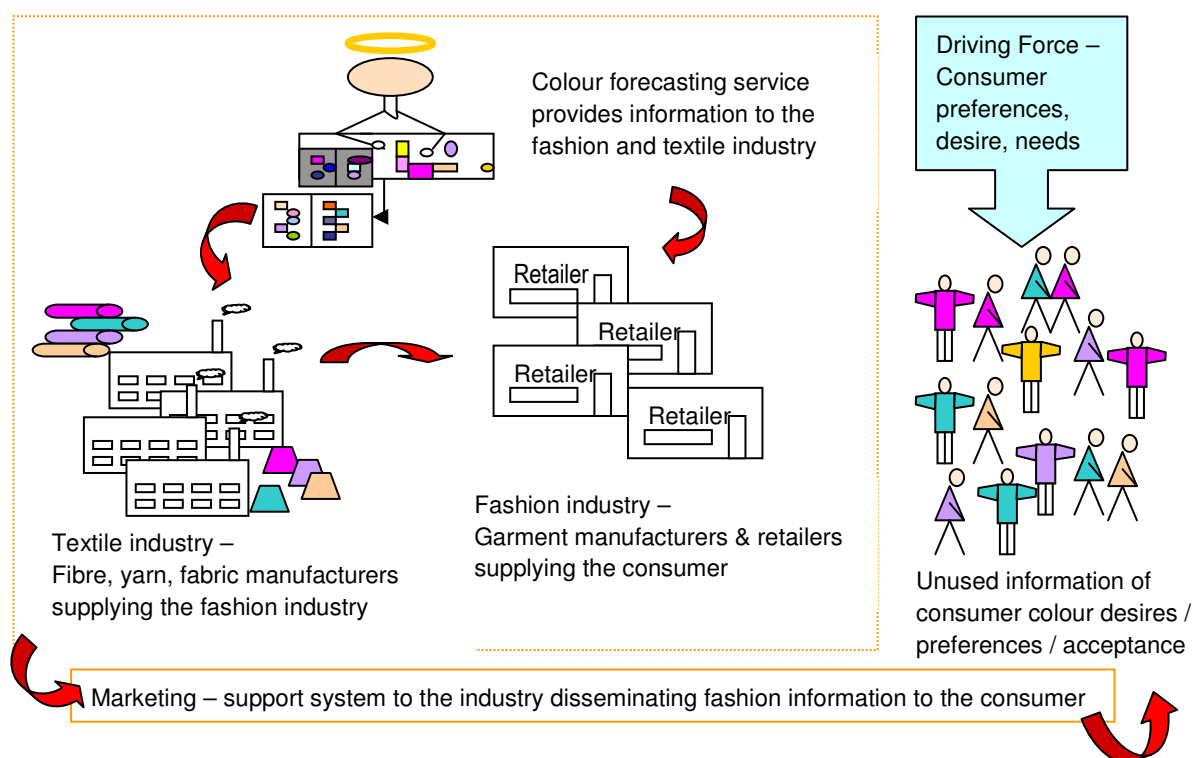 Colour forecasting service
provides information to the
fashion and textile industry
Driving Force –
Consumer
preferences,
desire, needs
Retailer
Retailer
Retailer
Retailer
Textile industry –
Fibre, yarn, fabric manufacturers
supplying the fashion industry
Fashion industry –
Garment manufacturers & retailers
supplying the consumer
Unused information of
consumer colour desires /
preferences / acceptance
Marketing – support system to the industry disseminating fashion information to the consumer